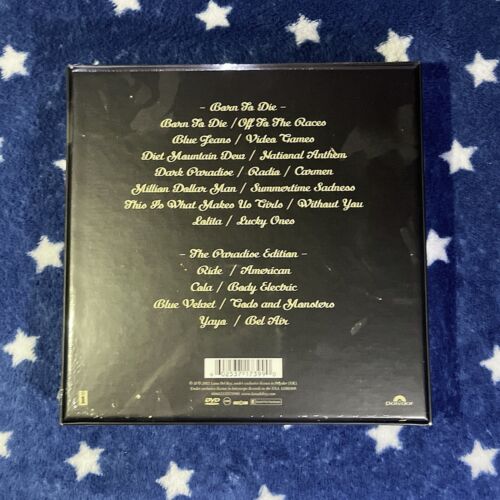 ~ Born To Die ~
Born To Die / Off To The Races
Blue Jeans / Video Games
Diet Mountain Dew / National Anthem
Dark Paradise / Radio / Carmen
Million Dollar Man / Summertime Sadness
This Is What Makes Us Girls / Without You
Lolita / Lucky Ones
~ The Paradise Edition ~
Ride / American
Cola / Body Electric
Blue Velvet / Gods and Monsters
Yayo / Bel Air
DVD
polydor